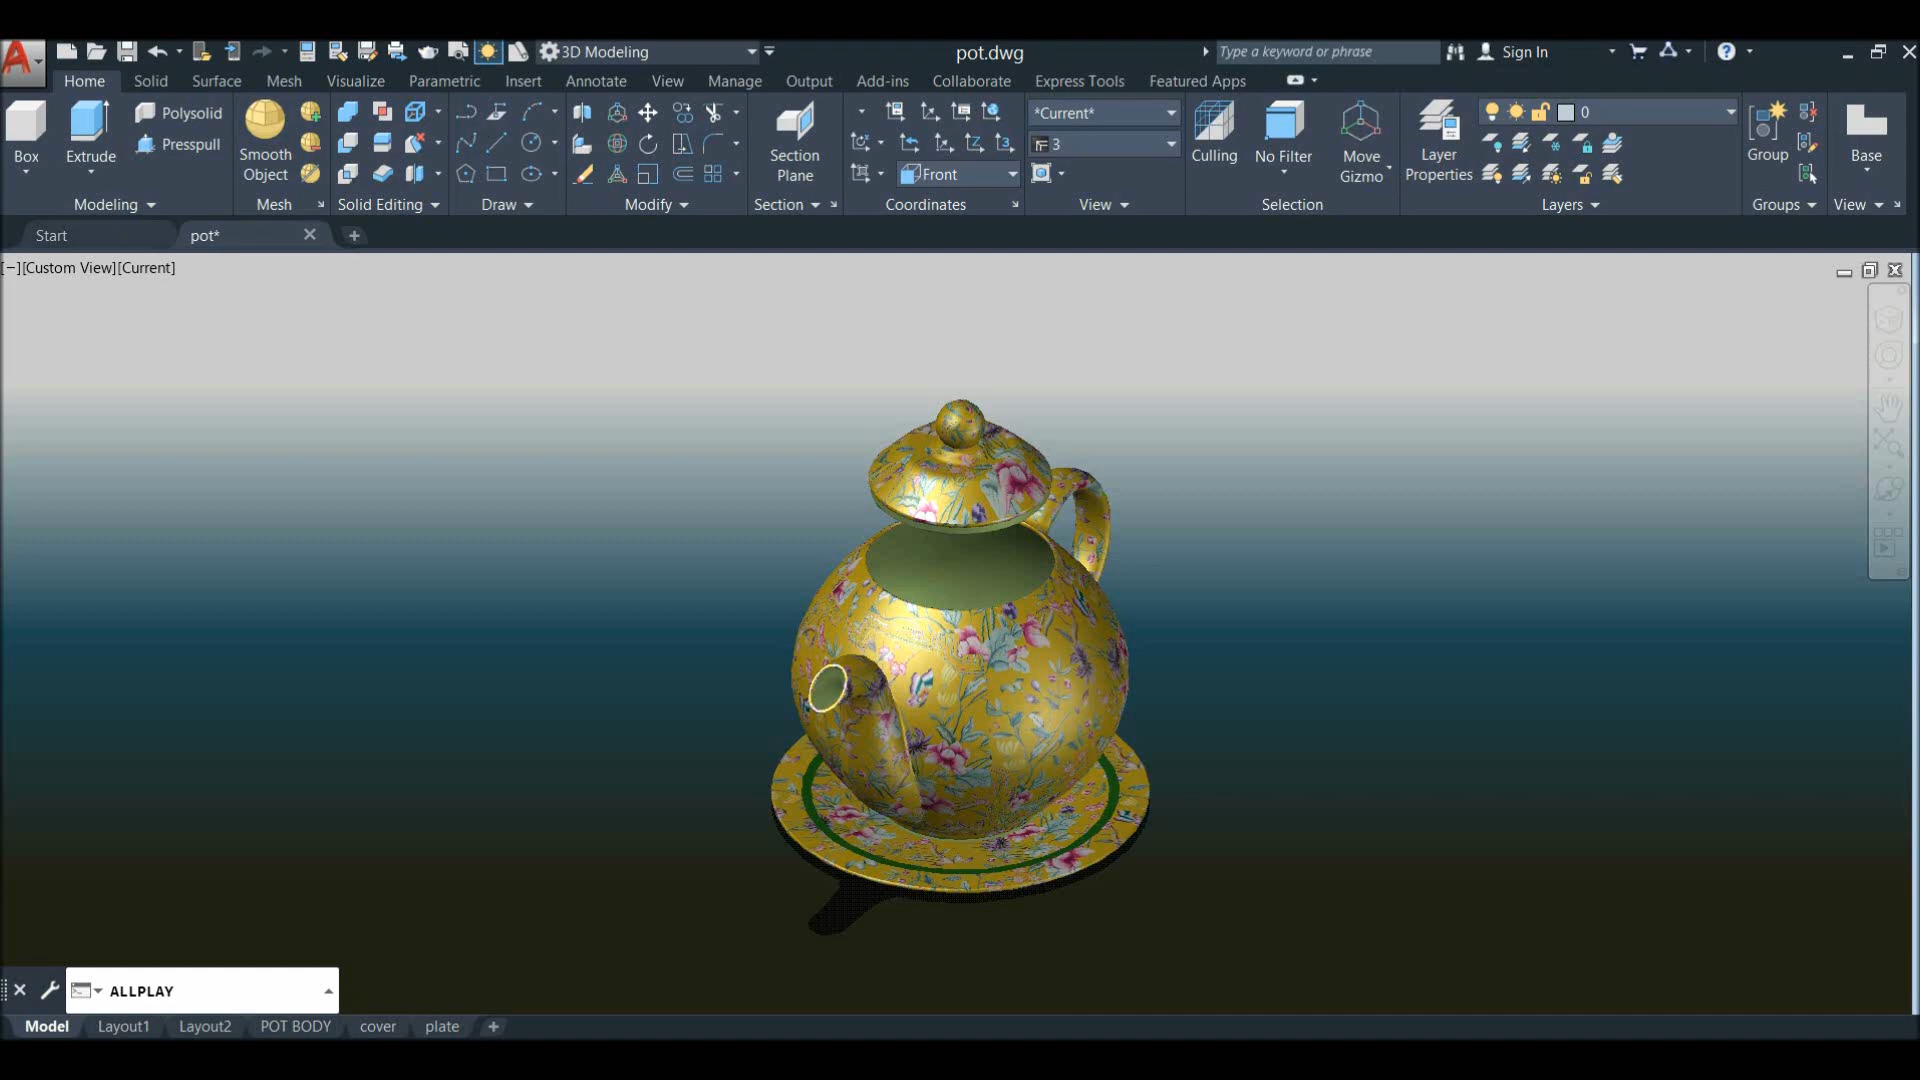 3D Modeling
pot.dwg
Type a keyword or phrase
Sign In
Home Solid Surface Mesh Visualize Parametric Insert Annotate View Manage Output Add-ins Collaborate Express Tools Featured Apps
Box
Extrude
Polysolid
Presspull
Modeling
Smooth
Object
Mesh
Solid Editing
Draw
Modify
Section
Plane
Section
Front
Coordinates
*Current*
3
View
Culling
No Filter
Move
Gizmo
Selection
Layer
Properties
0
Layers
Group
Groups
Base
View
Start
pot*
[−][Custom View][Current]
ALLPLAY
Model Layout1 Layout2 POT BODY cover plate